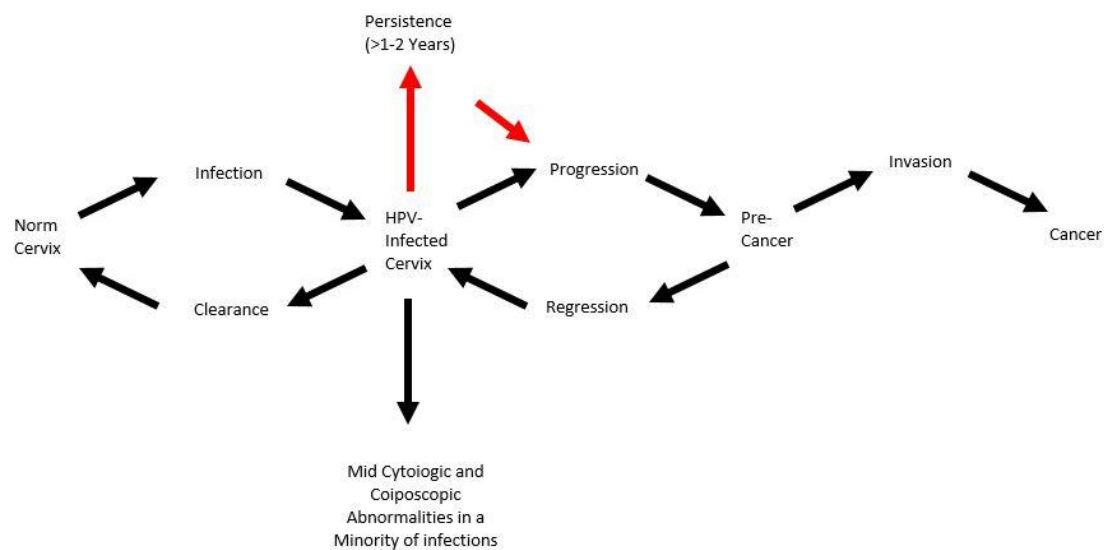 Persistence
(>1-2 Years)
Infection
Progression
Invasion
Norm
Cervix
HPV-
Infected
Cervix
Pre-
Cancer
Cancer
Clearance
Regression
Mid Cytoiogic and
Coiposcopic
Abnormalities in a
Minority of infections